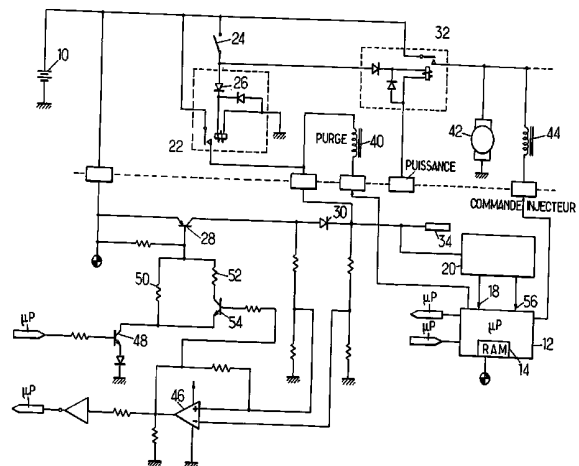 32
24
10
26
22
PURGE
40
42
44
PUISSANCE
COMMANDE INJECTEUR
30
28
34
50
52
20
54
18
56
µP
µP
48
µP
µP
12
RAM
14
46
µP